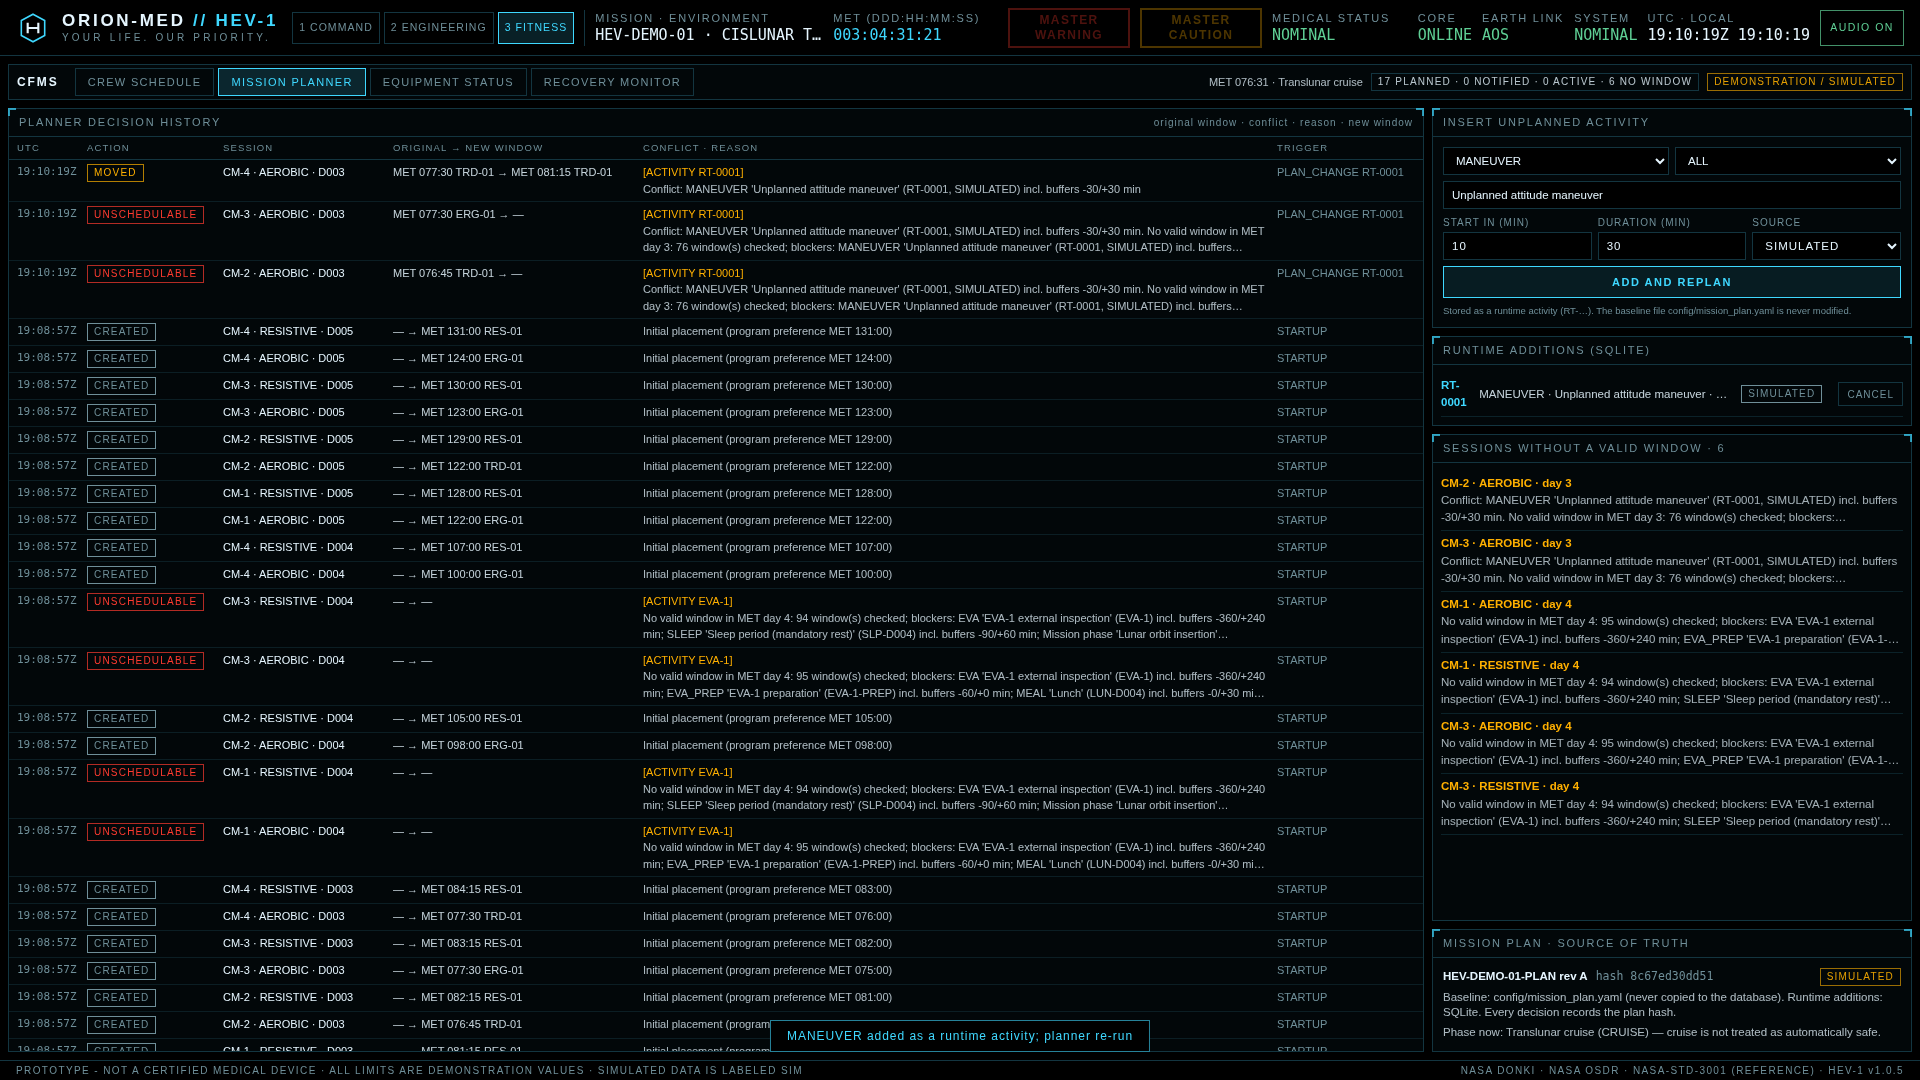 ORION-MED // HEV-1
YOUR LIFE. OUR PRIORITY.
1 COMMAND 2 ENGINEERING 3 FITNESS
MISSION · ENVIRONMENT
HEV-DEMO-01 · CISLUNAR T…
MET (DDD:HH:MM:SS)
003:04:31:21
MASTER WARNING
MASTER CAUTION
MEDICAL STATUS
NOMINAL
CORE
ONLINE
EARTH LINK
AOS
SYSTEM
NOMINAL
UTC · LOCAL
19:10:19Z 19:10:19
AUDIO ON
CFMS CREW SCHEDULE MISSION PLANNER EQUIPMENT STATUS RECOVERY MONITOR
MET 076:31 · Translunar cruise 17 PLANNED · 0 NOTIFIED · 0 ACTIVE · 6 NO WINDOW DEMONSTRATION / SIMULATED
PLANNER DECISION HISTORY original window · conflict · reason · new window
UTC ACTION SESSION ORIGINAL → NEW WINDOW CONFLICT · REASON TRIGGER
19:10:19Z MOVED CM-4 · AEROBIC · D003 MET 077:30 TRD-01 → MET 081:15 TRD-01 [ACTIVITY RT-0001] PLAN_CHANGE RT-0001
Conflict: MANEUVER 'Unplanned attitude maneuver' (RT-0001, SIMULATED) incl. buffers -30/+30 min
19:10:19Z UNSCHEDULABLE CM-3 · AEROBIC · D003 MET 077:30 ERG-01 → — [ACTIVITY RT-0001] PLAN_CHANGE RT-0001
Conflict: MANEUVER 'Unplanned attitude maneuver' (RT-0001, SIMULATED) incl. buffers -30/+30 min. No valid window in MET
day 3: 76 window(s) checked; blockers: MANEUVER 'Unplanned attitude maneuver' (RT-0001, SIMULATED) incl. buffers…
19:10:19Z UNSCHEDULABLE CM-2 · AEROBIC · D003 MET 076:45 TRD-01 → — [ACTIVITY RT-0001] PLAN_CHANGE RT-0001
Conflict: MANEUVER 'Unplanned attitude maneuver' (RT-0001, SIMULATED) incl. buffers -30/+30 min. No valid window in MET
day 3: 76 window(s) checked; blockers: MANEUVER 'Unplanned attitude maneuver' (RT-0001, SIMULATED) incl. buffers…
19:08:57Z CREATED CM-4 · RESISTIVE · D005 — → MET 131:00 RES-01 Initial placement (program preference MET 131:00) STARTUP
19:08:57Z CREATED CM-4 · AEROBIC · D005 — → MET 124:00 ERG-01 Initial placement (program preference MET 124:00) STARTUP
19:08:57Z CREATED CM-3 · RESISTIVE · D005 — → MET 130:00 RES-01 Initial placement (program preference MET 130:00) STARTUP
19:08:57Z CREATED CM-3 · AEROBIC · D005 — → MET 123:00 ERG-01 Initial placement (program preference MET 123:00) STARTUP
19:08:57Z CREATED CM-2 · RESISTIVE · D005 — → MET 129:00 RES-01 Initial placement (program preference MET 129:00) STARTUP
19:08:57Z CREATED CM-2 · AEROBIC · D005 — → MET 122:00 TRD-01 Initial placement (program preference MET 122:00) STARTUP
19:08:57Z CREATED CM-1 · RESISTIVE · D005 — → MET 128:00 RES-01 Initial placement (program preference MET 128:00) STARTUP
19:08:57Z CREATED CM-1 · AEROBIC · D005 — → MET 122:00 ERG-01 Initial placement (program preference MET 122:00) STARTUP
19:08:57Z CREATED CM-4 · RESISTIVE · D004 — → MET 107:00 RES-01 Initial placement (program preference MET 107:00) STARTUP
19:08:57Z CREATED CM-4 · AEROBIC · D004 — → MET 100:00 ERG-01 Initial placement (program preference MET 100:00) STARTUP
19:08:57Z UNSCHEDULABLE CM-3 · RESISTIVE · D004 — → — [ACTIVITY EVA-1] STARTUP
No valid window in MET day 4: 94 window(s) checked; blockers: EVA 'EVA-1 external inspection' (EVA-1) incl. buffers -360/+240
min; SLEEP 'Sleep period (mandatory rest)' (SLP-D004) incl. buffers -90/+60 min; Mission phase 'Lunar orbit insertion'…
19:08:57Z UNSCHEDULABLE CM-3 · AEROBIC · D004 — → — [ACTIVITY EVA-1] STARTUP
No valid window in MET day 4: 95 window(s) checked; blockers: EVA 'EVA-1 external inspection' (EVA-1) incl. buffers -360/+240
min; EVA_PREP 'EVA-1 preparation' (EVA-1-PREP) incl. buffers -60/+0 min; MEAL 'Lunch' (LUN-D004) incl. buffers -0/+30 mi…
19:08:57Z CREATED CM-2 · RESISTIVE · D004 — → MET 105:00 RES-01 Initial placement (program preference MET 105:00) STARTUP
19:08:57Z CREATED CM-2 · AEROBIC · D004 — → MET 098:00 ERG-01 Initial placement (program preference MET 098:00) STARTUP
19:08:57Z UNSCHEDULABLE CM-1 · RESISTIVE · D004 — → — [ACTIVITY EVA-1] STARTUP
No valid window in MET day 4: 94 window(s) checked; blockers: EVA 'EVA-1 external inspection' (EVA-1) incl. buffers -360/+240
min; SLEEP 'Sleep period (mandatory rest)' (SLP-D004) incl. buffers -90/+60 min; Mission phase 'Lunar orbit insertion'…
19:08:57Z UNSCHEDULABLE CM-1 · AEROBIC · D004 — → — [ACTIVITY EVA-1] STARTUP
No valid window in MET day 4: 95 window(s) checked; blockers: EVA 'EVA-1 external inspection' (EVA-1) incl. buffers -360/+240
min; EVA_PREP 'EVA-1 preparation' (EVA-1-PREP) incl. buffers -60/+0 min; MEAL 'Lunch' (LUN-D004) incl. buffers -0/+30 mi…
19:08:57Z CREATED CM-4 · RESISTIVE · D003 — → MET 084:15 RES-01 Initial placement (program preference MET 083:00) STARTUP
19:08:57Z CREATED CM-4 · AEROBIC · D003 — → MET 077:30 TRD-01 Initial placement (program preference MET 076:00) STARTUP
19:08:57Z CREATED CM-3 · RESISTIVE · D003 — → MET 083:15 RES-01 Initial placement (program preference MET 082:00) STARTUP
19:08:57Z CREATED CM-3 · AEROBIC · D003 — → MET 077:30 ERG-01 Initial placement (program preference MET 075:00) STARTUP
19:08:57Z CREATED CM-2 · RESISTIVE · D003 — → MET 082:15 RES-01 Initial placement (program preference MET 081:00) STARTUP
19:08:57Z CREATED CM-2 · AEROBIC · D003 — → MET 076:45 TRD-01 Initial placement (program STARTUP
19:08:57Z CREATED CM-1 · RESISTIVE · D003 — → MET 081:15 RES-01 Initial placement (program STARTUP
MANEUVER added as a runtime activity; planner re-run
INSERT UNPLANNED ACTIVITY
MANEUVER ALL
Unplanned attitude maneuver
START IN (MIN) DURATION (MIN) SOURCE
10 30 SIMULATED
ADD AND REPLAN
Stored as a runtime activity (RT-…). The baseline file config/mission_plan.yaml is never modified.
RUNTIME ADDITIONS (SQLITE)
RT-0001 MANEUVER · Unplanned attitude maneuver · … SIMULATED CANCEL
SESSIONS WITHOUT A VALID WINDOW · 6
CM-2 · AEROBIC · day 3
Conflict: MANEUVER 'Unplanned attitude maneuver' (RT-0001, SIMULATED) incl. buffers
-30/+30 min. No valid window in MET day 3: 76 window(s) checked; blockers:…
CM-3 · AEROBIC · day 3
Conflict: MANEUVER 'Unplanned attitude maneuver' (RT-0001, SIMULATED) incl. buffers
-30/+30 min. No valid window in MET day 3: 76 window(s) checked; blockers:…
CM-1 · AEROBIC · day 4
No valid window in MET day 4: 95 window(s) checked; blockers: EVA 'EVA-1 external
inspection' (EVA-1) incl. buffers -360/+240 min; EVA_PREP 'EVA-1 preparation' (EVA-1-…
CM-1 · RESISTIVE · day 4
No valid window in MET day 4: 94 window(s) checked; blockers: EVA 'EVA-1 external
inspection' (EVA-1) incl. buffers -360/+240 min; SLEEP 'Sleep period (mandatory rest)'…
CM-3 · AEROBIC · day 4
No valid window in MET day 4: 95 window(s) checked; blockers: EVA 'EVA-1 external
inspection' (EVA-1) incl. buffers -360/+240 min; EVA_PREP 'EVA-1 preparation' (EVA-1-…
CM-3 · RESISTIVE · day 4
No valid window in MET day 4: 94 window(s) checked; blockers: EVA 'EVA-1 external
inspection' (EVA-1) incl. buffers -360/+240 min; SLEEP 'Sleep period (mandatory rest)'…
MISSION PLAN · SOURCE OF TRUTH
HEV-DEMO-01-PLAN rev A hash 8c67ed30dd51 SIMULATED
Baseline: config/mission_plan.yaml (never copied to the database). Runtime additions:
SQLite. Every decision records the plan hash.
Phase now: Translunar cruise (CRUISE) — cruise is not treated as automatically safe.
PROTOTYPE - NOT A CERTIFIED MEDICAL DEVICE · ALL LIMITS ARE DEMONSTRATION VALUES · SIMULATED DATA IS LABELED SIM
NASA DONKI · NASA OSDR · NASA-STD-3001 (REFERENCE) · HEV-1 v1.0.5